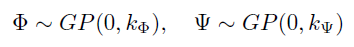 Φ ∼ GP(0, k_Φ),  Ψ ∼ GP(0, k_Ψ)